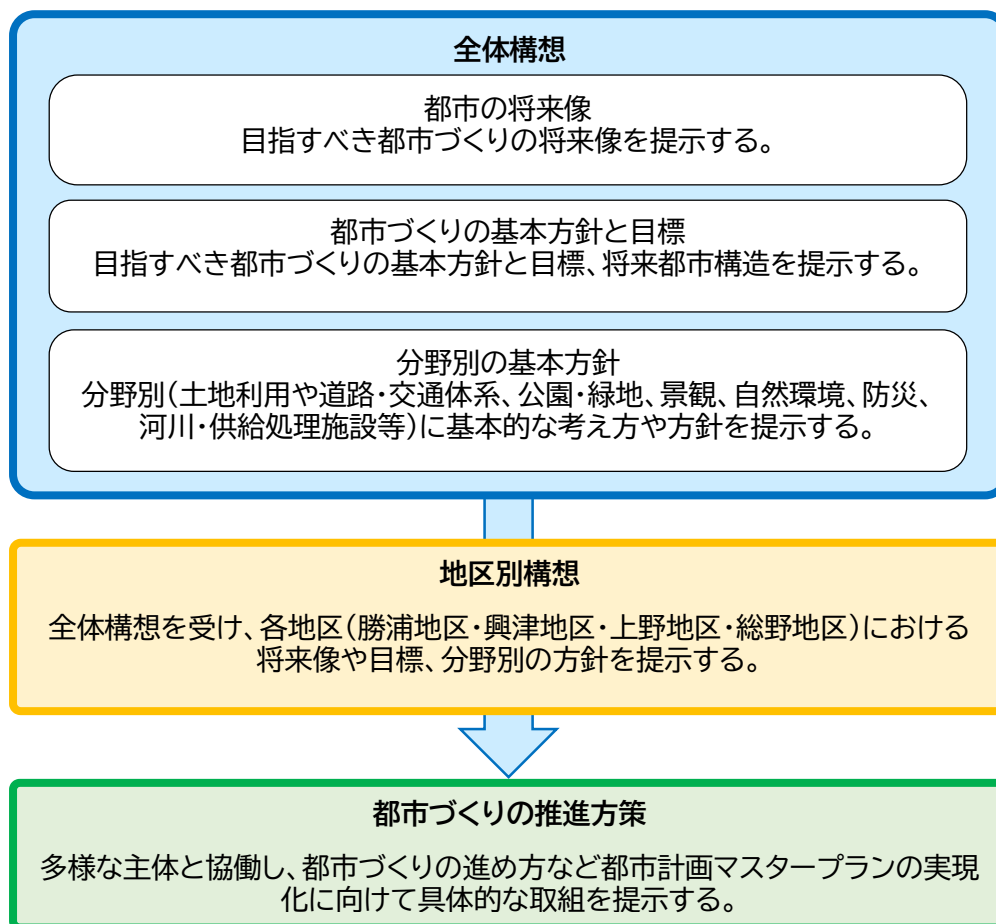 全体構想
都市の将来像
目指すべき都市づくりの将来像を提示する。
都市づくりの基本方針と目標
目指すべき都市づくりの基本方針と目標、将来都市構造を提示する。
分野別の基本方針
分野別(土地利用や道路・交通体系、公園・緑地、景観、自然環境、防災、
河川・供給処理施設等)に基本的な考え方や方針を提示する。
地区別構想
全体構想を受け、各地区(勝浦地区・興津地区・上野地区・総野地区)における
将来像や目標、分野別の方針を提示する。
都市づくりの推進方策
多様な主体と協働し、都市づくりの進め方など都市計画マスタープランの実現
化に向けて具体的な取組を提示する。